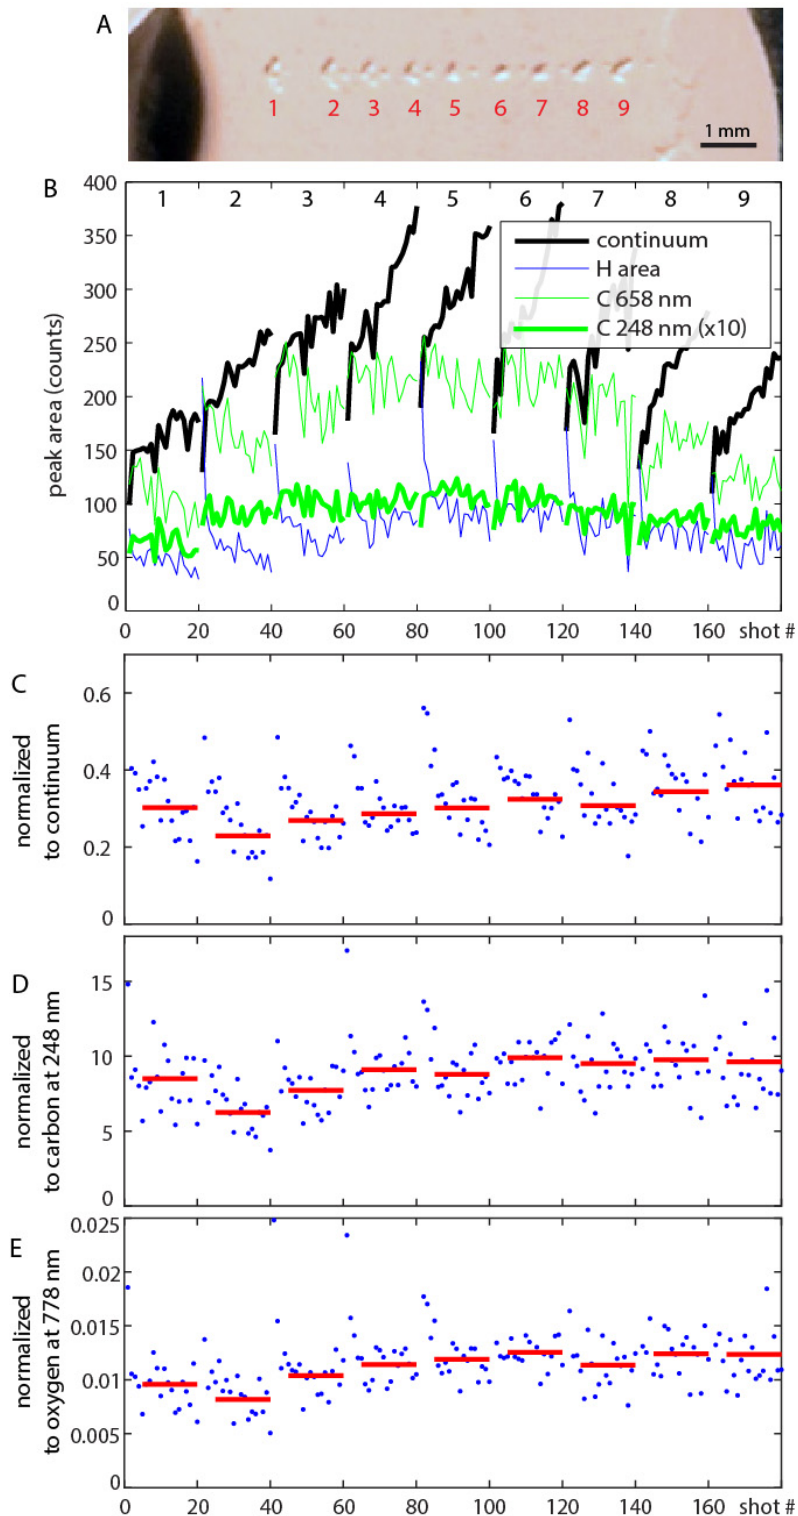 A
1 2 3 4 5 6 7 8 9
1 mm
B
400
350
300
250
200
150
100
50
0
peak area (counts)
1 2 3 4 5 6 7 8 9
continuum
H area
C 658 nm
C 248 nm (x10)
0 20 40 60 80 100 120 140 160 shot #
C
0.6
0.4
0.2
0
normalized
to continuum
D
15
10
5
0
normalized
to carbon at 248 nm
E
0.025
0.02
0.015
0.01
0.005
0
normalized
to oxygen at 778 nm
0 20 40 60 80 100 120 140 160 shot #